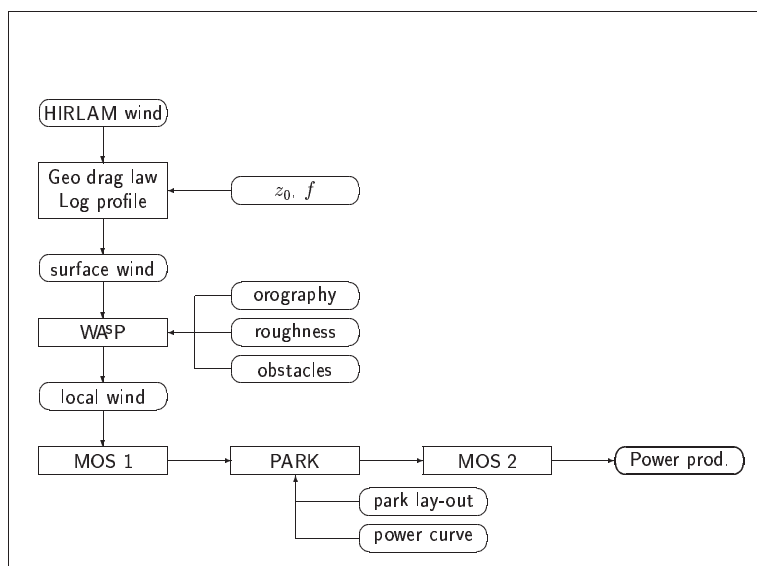 HIRLAM wind
Geo drag law
Log profile
z₀, f
surface wind
orography
WAˢP
roughness
obstacles
local wind
MOS 1
PARK
MOS 2
Power prod.
park lay-out
power curve